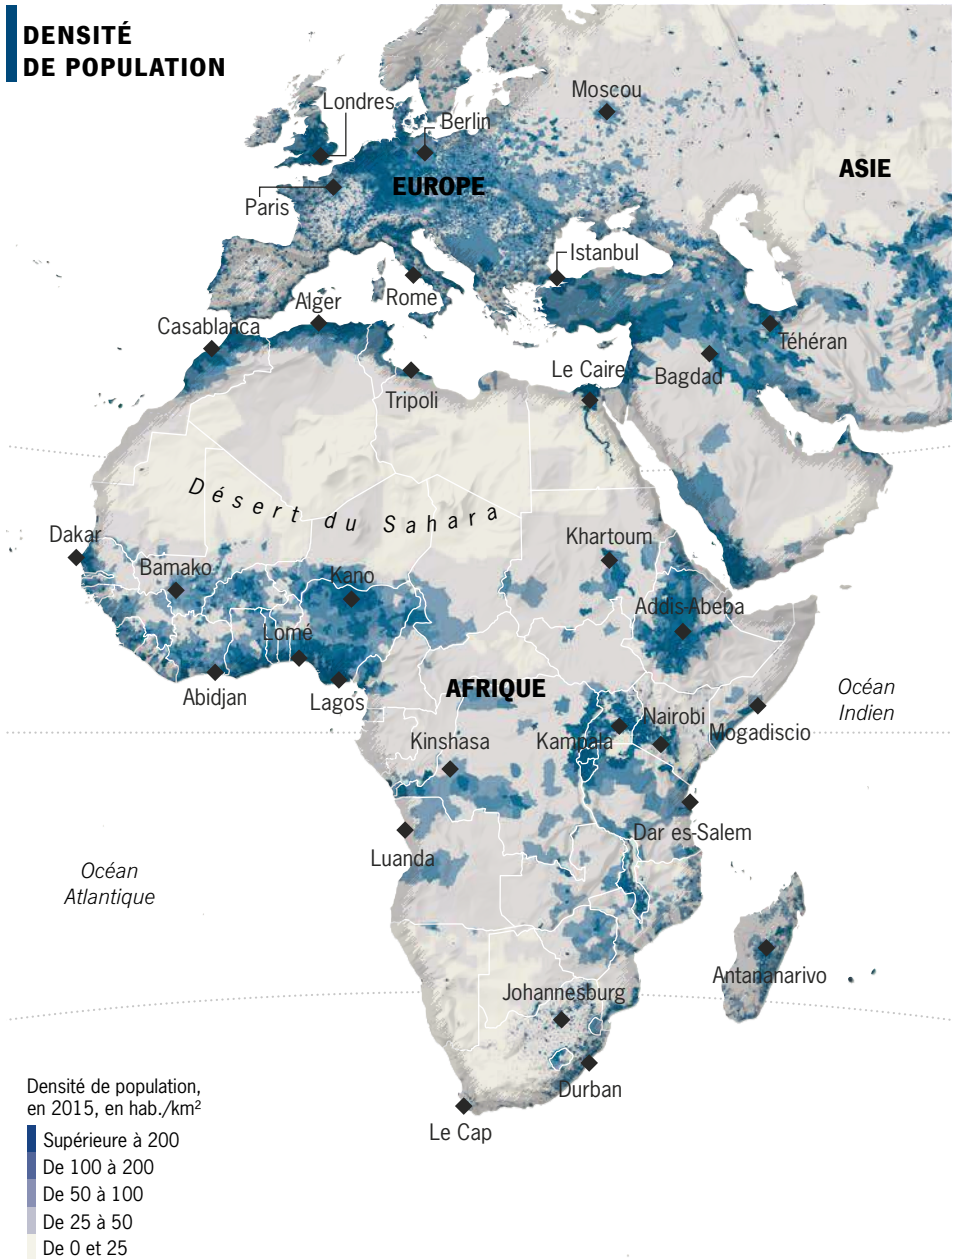 DENSITÉ
DE POPULATION
Moscou
Londres
Berlin
ASIE
EUROPE
Paris
Istanbul
Rome
Alger
Casablanca
Téhéran
Le Caire
Bagdad
Tripoli
Désert du Sahara
Dakar
Khartoum
Bamako
Kano
Addis-Abeba
Lomé
Abidjan
Lagos
AFRIQUE
Océan
Indien
Nairobi
Mogadiscio
Kinshasa
Kampala
Dar es-Salem
Luanda
Océan
Atlantique
Antananarivo
Johannesburg
Durban
Le Cap
Densité de population,
en 2015, en hab./km²
Supérieure à 200
De 100 à 200
De 50 à 100
De 25 à 50
De 0 et 25